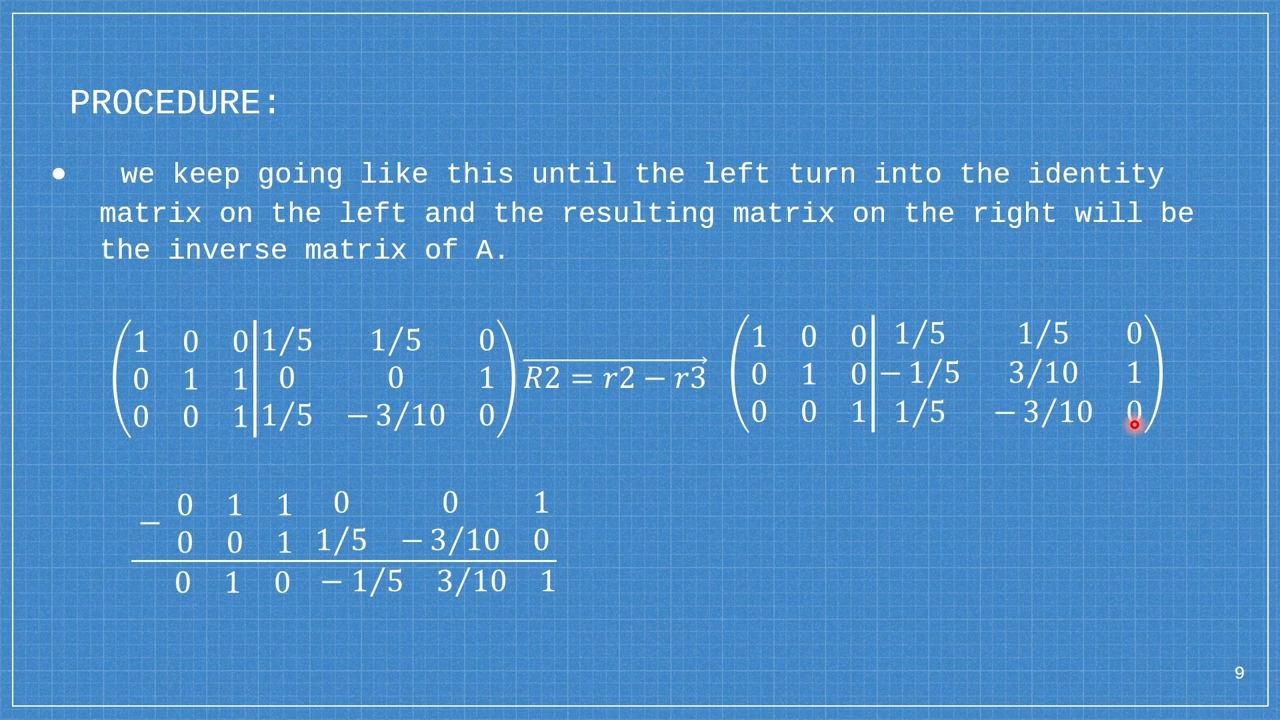 PROCEDURE:
● we keep going like this until the left turn into the identity
matrix on the left and the resulting matrix on the right will be
the inverse matrix of A.
1 0 0 | 1/5 1/5 0
0 1 1 | 0 0 1
0 0 1 | 1/5 − 3/10 0
R2 = r2 − r3
1 0 0 | 1/5 1/5 0
0 1 0 | − 1/5 3/10 1
0 0 1 | 1/5 − 3/10 0
− 0 1 1 0 0 1
0 0 1 1/5 − 3/10 0
0 1 0 − 1/5 3/10 1
9